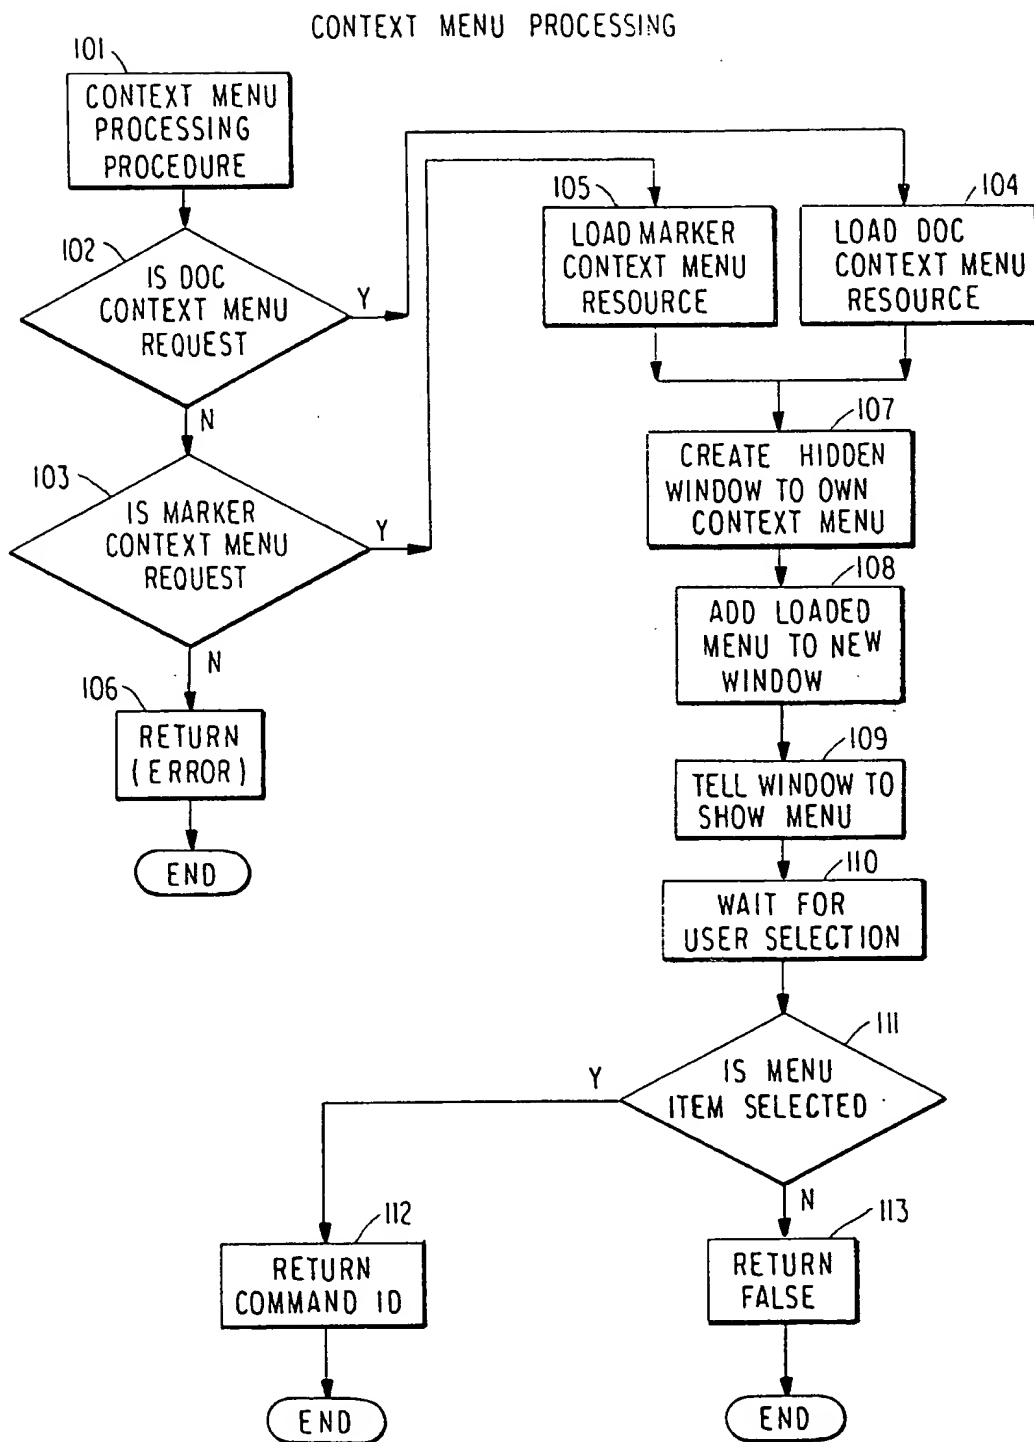 CONTEXT MENU PROCESSING
101
CONTEXT MENU
PROCESSING
PROCEDURE
102
IS DOC
CONTEXT MENU
REQUEST
Y
N
103
IS MARKER
CONTEXT MENU
REQUEST
Y
N
106
RETURN
(ERROR)
END
105
LOAD MARKER
CONTEXT MENU
RESOURCE
104
LOAD DOC
CONTEXT MENU
RESOURCE
107
CREATE HIDDEN
WINDOW TO OWN
CONTEXT MENU
108
ADD LOADED
MENU TO NEW
WINDOW
109
TELL WINDOW TO
SHOW MENU
110
WAIT FOR
USER SELECTION
111
IS MENU
ITEM SELECTED
Y
N
112
RETURN
COMMAND ID
END
113
RETURN
FALSE
END